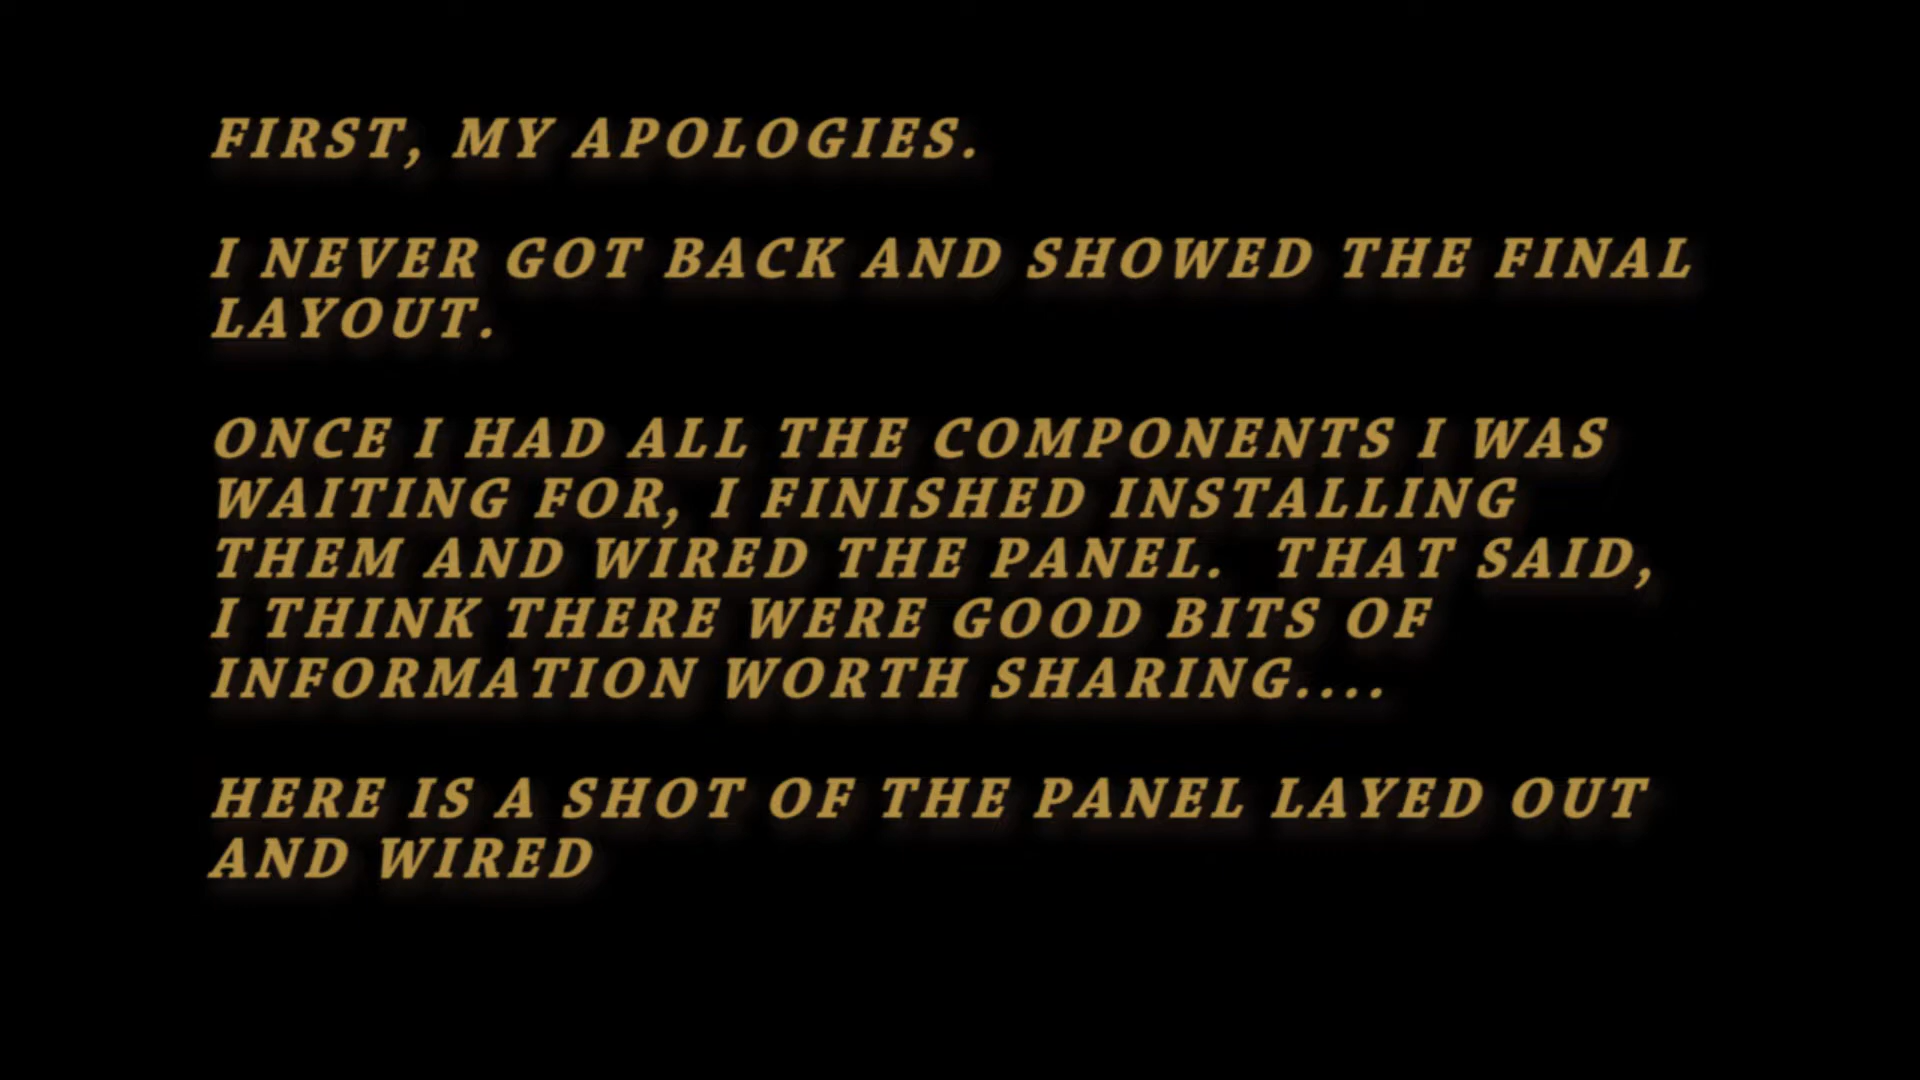 FIRST, MY APOLOGIES.
I NEVER GOT BACK AND SHOWED THE FINAL
LAYOUT.
ONCE I HAD ALL THE COMPONENTS I WAS
WAITING FOR, I FINISHED INSTALLING
THEM AND WIRED THE PANEL.  THAT SAID,
I THINK THERE WERE GOOD BITS OF
INFORMATION WORTH SHARING....
HERE IS A SHOT OF THE PANEL LAYED OUT
AND WIRED